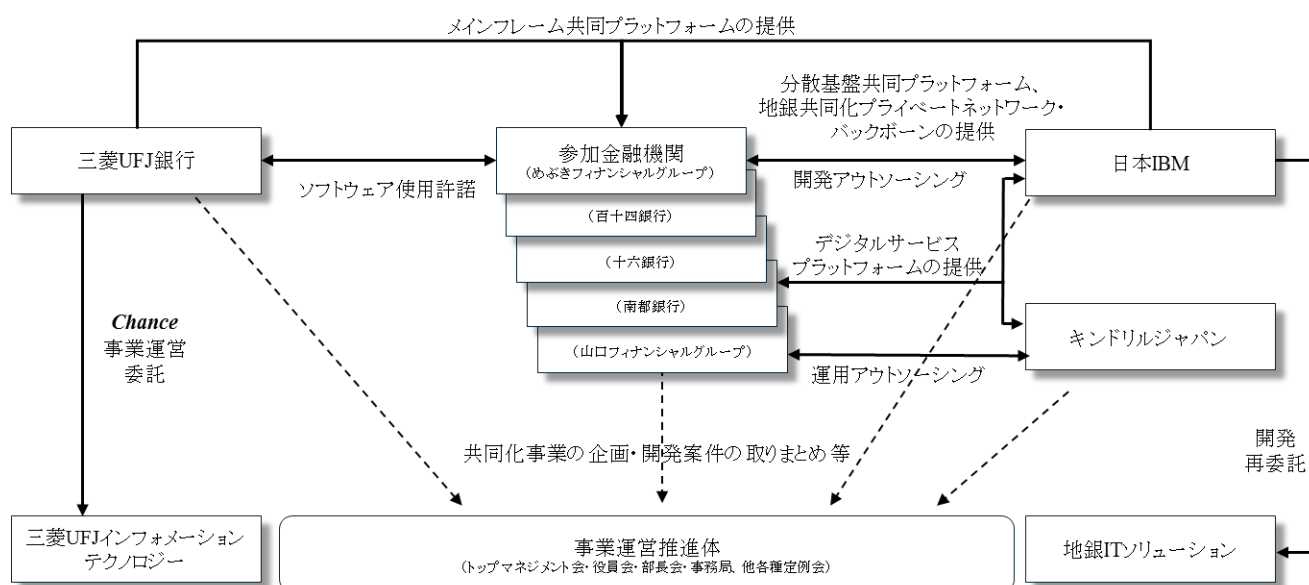 メインフレーム共同プラットフォームの提供
分散基盤共同プラットフォーム、
地銀共同化プライベートネットワーク・
バックボーンの提供
三菱UFJ銀行
参加金融機関
(めぶきフィナンシャルグループ)
日本IBM
ソフトウェア使用許諾
開発アウトソーシング
(百十四銀行)
(十六銀行)
デジタルサービス
プラットフォームの提供
(南都銀行)
Chance
事業運営
委託
(山口フィナンシャルグループ)
キンドリルジャパン
運用アウトソーシング
共同化事業の企画・開発案件の取りまとめ等
開発
再委託
三菱UFJインフォメーション
テクノロジー
事業運営推進体
(トップマネジメント会・役員会・部長会・事務局、他各種定例会)
地銀ITソリューション